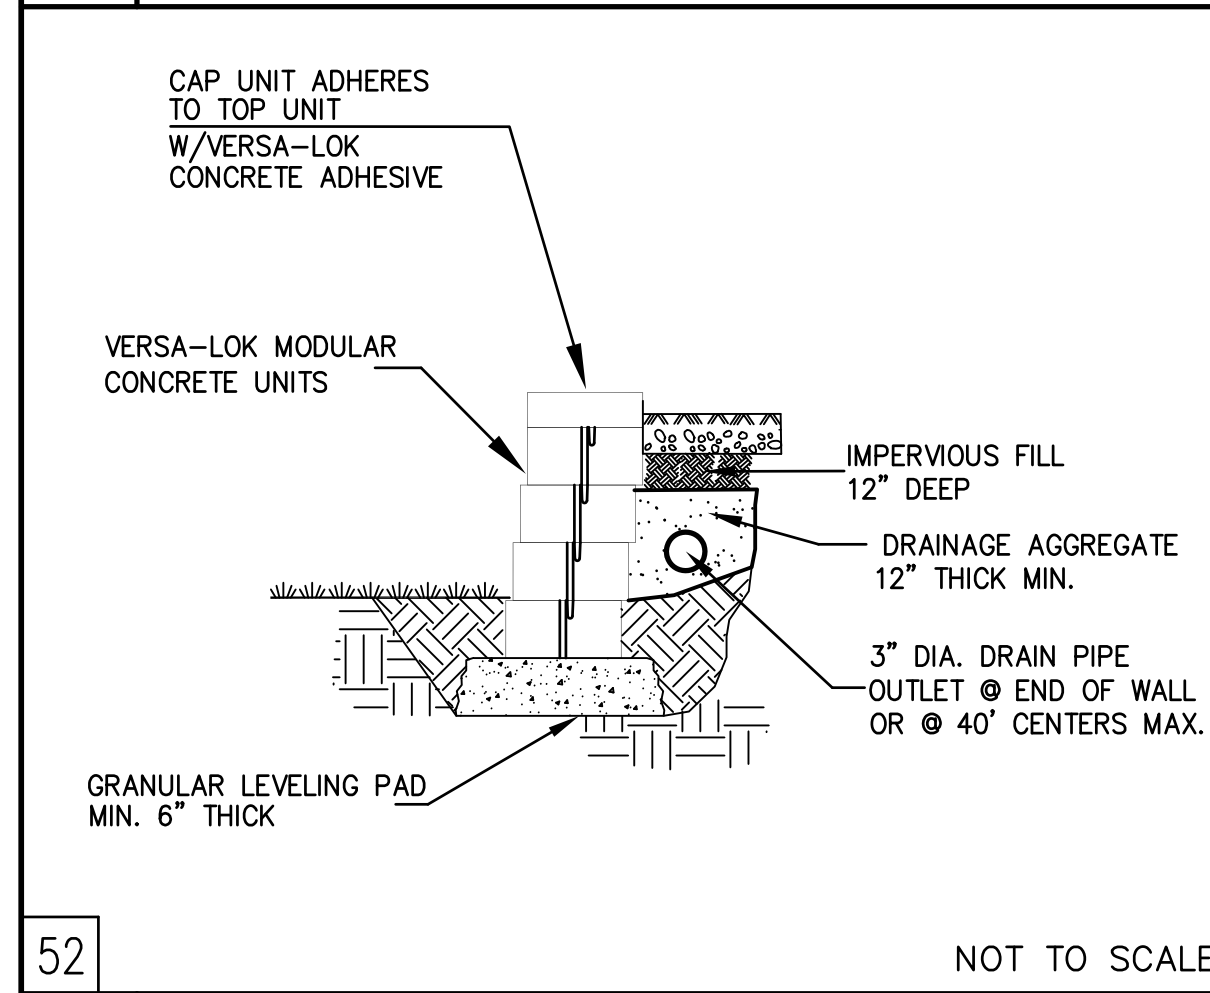 CAP UNIT ADHERES
TO TOP UNIT
W/VERSA-LOK
CONCRETE ADHESIVE
VERSA-LOK MODULAR
CONCRETE UNITS
IMPERVIOUS FILL
12" DEEP
DRAINAGE AGGREGATE
12" THICK MIN.
3" DIA. DRAIN PIPE
OUTLET @ END OF WALL
OR @ 40' CENTERS MAX.
GRANULAR LEVELING PAD
MIN. 6" THICK
52
NOT TO SCALE